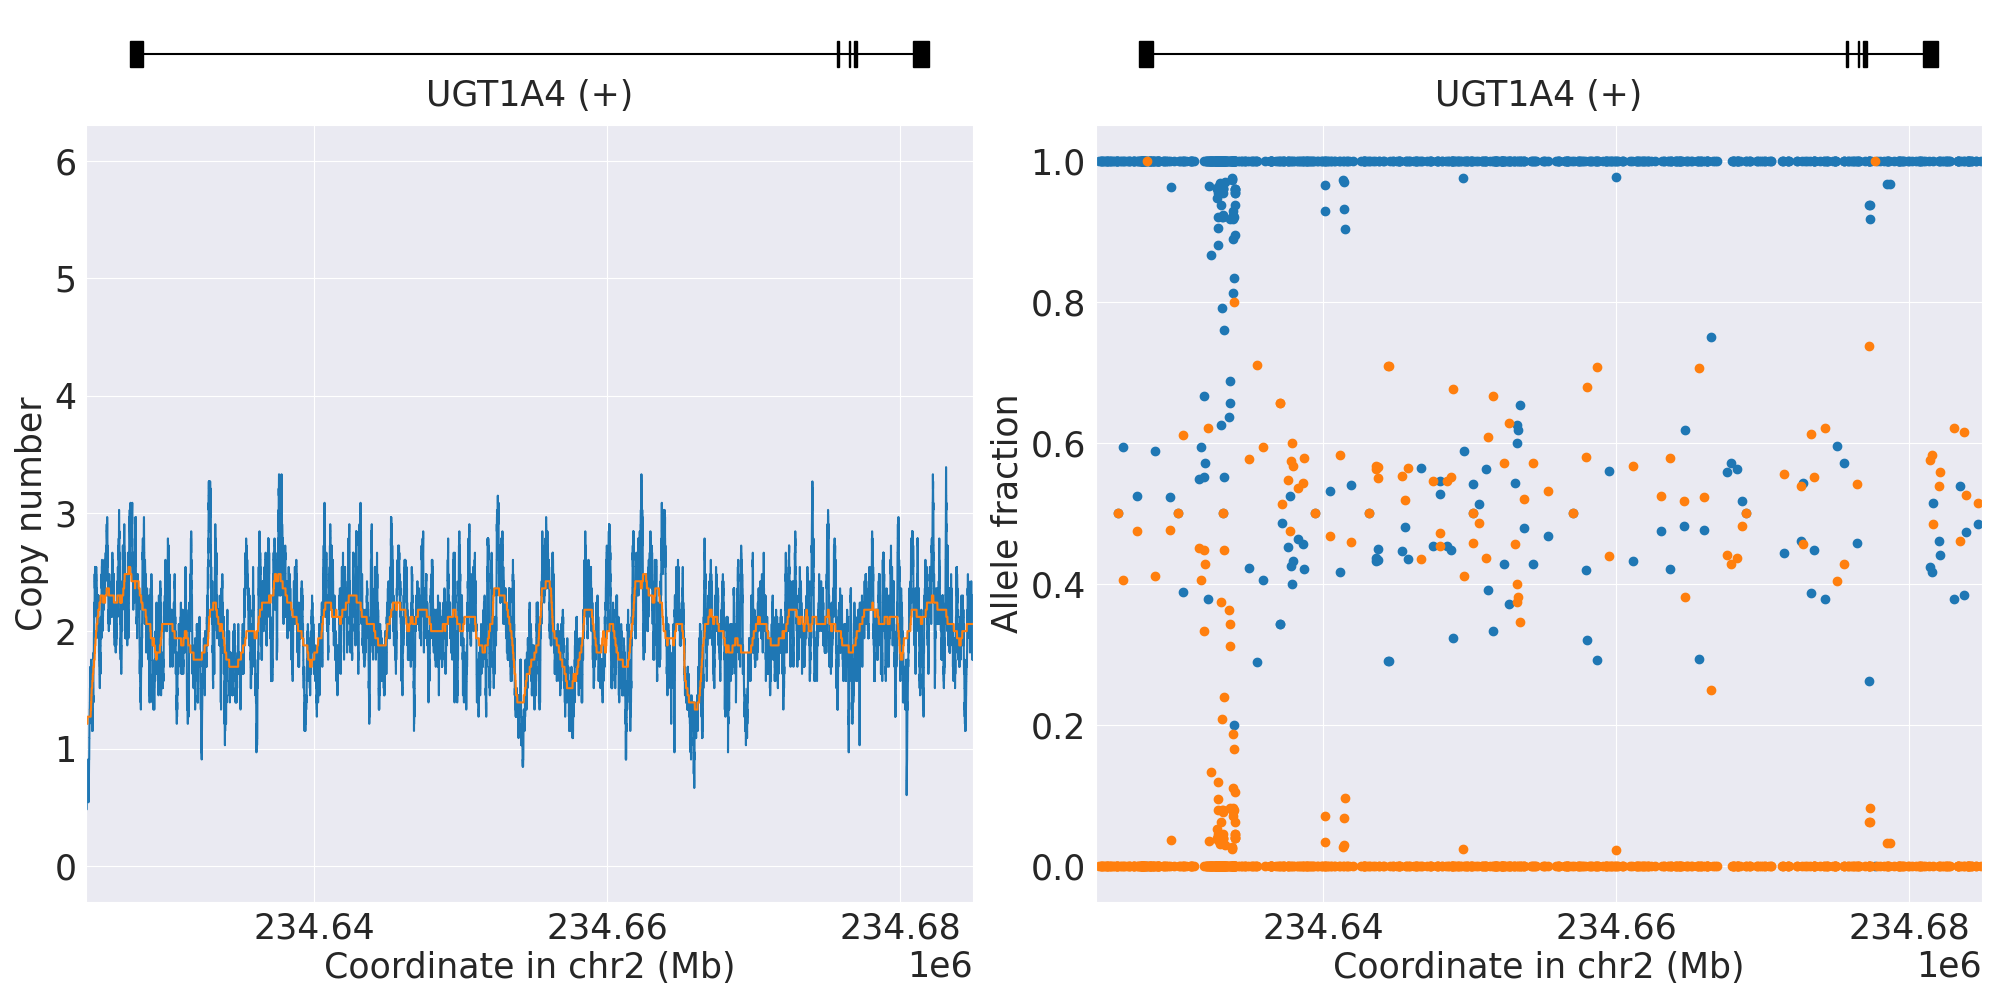 UGT1A4 (+)
6
5
4
3
2
1
0
Copy number
234.64 234.66 234.68
1e6
Coordinate in chr2 (Mb)
UGT1A4 (+)
1.0
0.8
0.6
0.4
0.2
0.0
Allele fraction
234.64 234.66 234.68
1e6
Coordinate in chr2 (Mb)